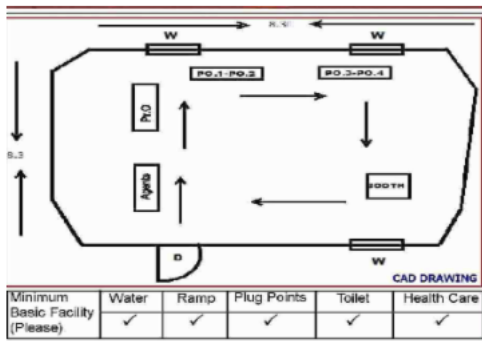 W
W
PO.1-PO.2
PO.3-PO.4
Pr.O
Agents
BOOTH
D
W
CAD DRAWING
Minimum Basic Facility (Please)
Water
Ramp
Plug Points
Toilet
Health Care
✓
✓
✓
✓
✓